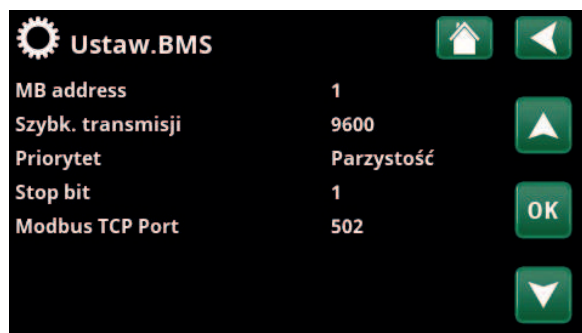 Ustaw.BMS
MB address 1
Szybk. transmisji 9600
Priorytet Parzystość
Stop bit 1
Modbus TCP Port 502
OK